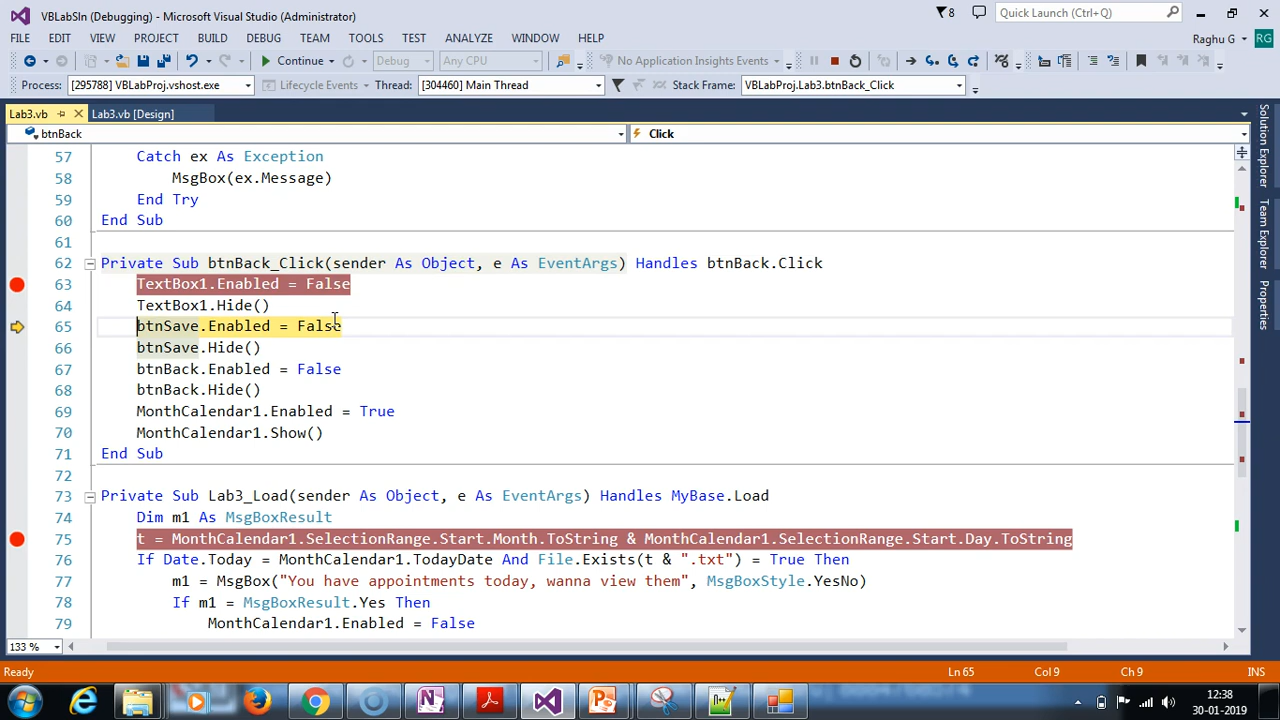 VBLabSln (Debugging) - Microsoft Visual Studio (Administrator)
8
Quick Launch (Ctrl+Q)
FILE EDIT VIEW PROJECT BUILD DEBUG TEAM TOOLS TEST ANALYZE WINDOW HELP
Raghu G
RG
Continue
Debug
Any CPU
No Application Insights Events
Process: [295788] VBLabProj.vshost.exe
Lifecycle Events
Thread: [304460] Main Thread
Stack Frame: VBLabProj.Lab3.btnBack_Click
Lab3.vb
Lab3.vb [Design]
btnBack
Click
57 Catch ex As Exception
58 MsgBox(ex.Message)
59 End Try
60 End Sub
61
62 Private Sub btnBack_Click(sender As Object, e As EventArgs) Handles btnBack.Click
63 TextBox1.Enabled = False
64 TextBox1.Hide()
65 btnSave.Enabled = False
66 btnSave.Hide()
67 btnBack.Enabled = False
68 btnBack.Hide()
69 MonthCalendar1.Enabled = True
70 MonthCalendar1.Show()
71 End Sub
72
73 Private Sub Lab3_Load(sender As Object, e As EventArgs) Handles MyBase.Load
74 Dim m1 As MsgBoxResult
75 t = MonthCalendar1.SelectionRange.Start.Month.ToString & MonthCalendar1.SelectionRange.Start.Day.ToString
76 If Date.Today = MonthCalendar1.TodayDate And File.Exists(t & ".txt") = True Then
77 m1 = MsgBox("You have appointments today, wanna view them", MsgBoxStyle.YesNo)
78 If m1 = MsgBoxResult.Yes Then
79 MonthCalendar1.Enabled = False
Solution Explorer
Team Explorer
Properties
133 %
Ready
Ln 65
Col 9
Ch 9
INS
12:38
30-01-2019